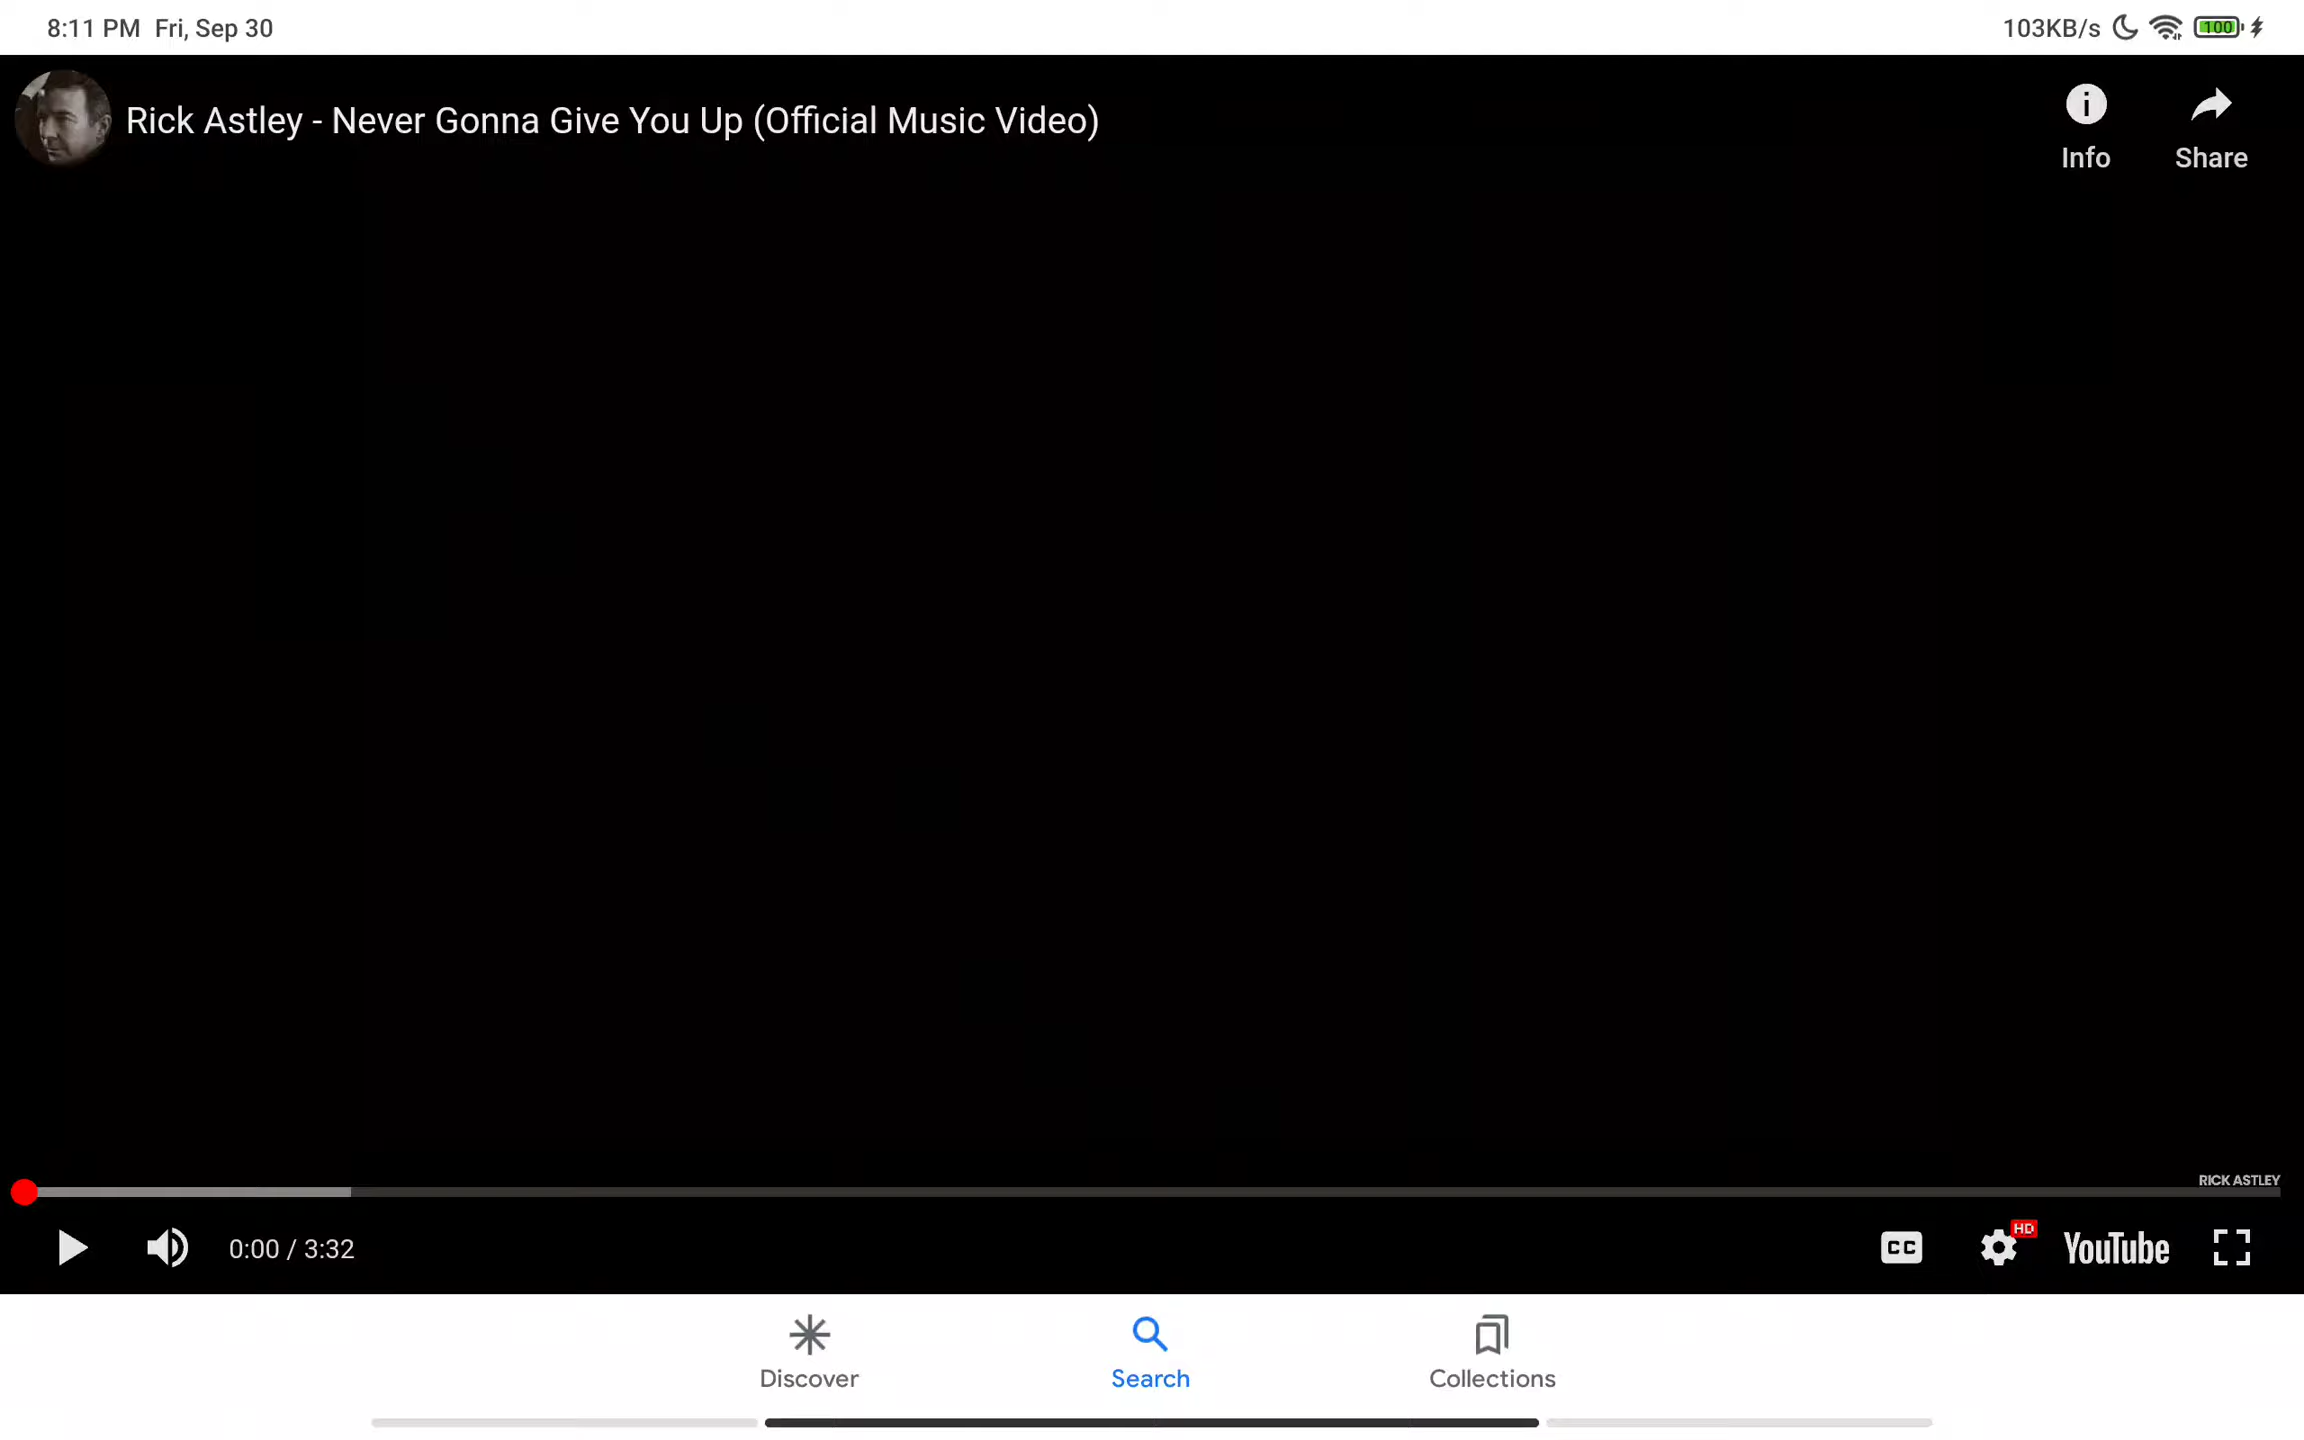 8:11 PM Fri, Sep 30
103KB/s 100
Rick Astley - Never Gonna Give You Up (Official Music Video)
Info
Share
RICK ASTLEY
0:00 / 3:32
CC
HD
YouTube
Discover
Search
Collections